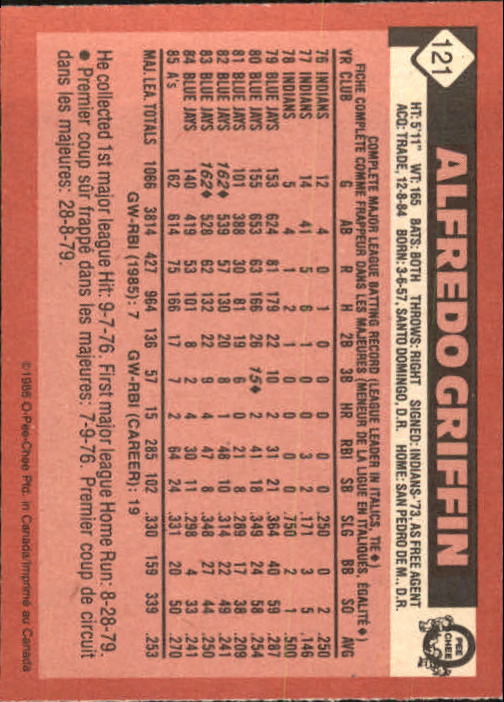 121
ALFREDO GRIFFIN
O PEE CHEE
HT: 5'11" WT: 165 BATS: BOTH THROWS: RIGHT SIGNED: INDIANS-'73, AS FREE AGENT
ACQ: TRADE, 12-8-84 BORN: 3-6-57, SANTO DOMINGO, D.R. HOME: SAN PEDRO DE M., D.R.
COMPLETE MAJOR LEAGUE BATTING RECORD (LEAGUE LEADER IN ITALICS, TIE◆)
FICHE COMPLÈTE COMME FRAPPEUR DANS LES MAJEURES (MENEUR DE LA LIGUE EN ITALIQUES, ÉGALITÉ◆)
YR CLUB G AB R H 2B 3B HR RBI SB SLG BB SO AVG
76 INDIANS 12 4 0 1 0 0 0 0 0 .250 0 2 .250
77 INDIANS 14 41 5 6 1 0 0 3 2 .171 3 5 .146
78 INDIANS 5 4 1 2 1 0 0 0 0 .750 2 1 .500
79 BLUE JAYS 153 624 81 179 22 10 2 31 21 .364 40 59 .287
80 BLUE JAYS 155 653 63 166 26 15◆ 2 41 18 .349 24 58 .254
81 BLUE JAYS 101 388 30 81 19 6 0 21 8 .289 17 38 .209
82 BLUE JAYS 162◆ 539 57 130 20 8 1 48 10 .314 22 49 .241
83 BLUE JAYS 162◆ 528 62 132 22 9 4 47 8 .348 27 44 .250
84 BLUE JAYS 140 419 53 101 8 2 4 30 11 .298 4 33 .241
85 A's 162 614 75 166 17 7 2 64 24 .331 20 50 .270
MAJ. LEA. TOTALS 1066 3814 427 964 136 57 15 285 102 .330 159 339 .253
GW-RBI (1985): 7 GW-RBI (CAREER): 19
He collected 1st major league Hit: 9-7-76. First major league Home Run: 8-28-79.
● Premier coup sûr frappé dans les majeures: 7-9-76. Premier coup de circuit
dans les majeures: 28-8-79.
©1986 O-Pee-Chee Ptd. in Canada/Imprimé au Canada